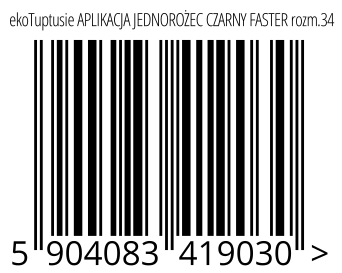 ekoTuptusie APLIKACJA JEDNOROŻEC CZARNY FASTER rozm.34
5 904083 419030 >